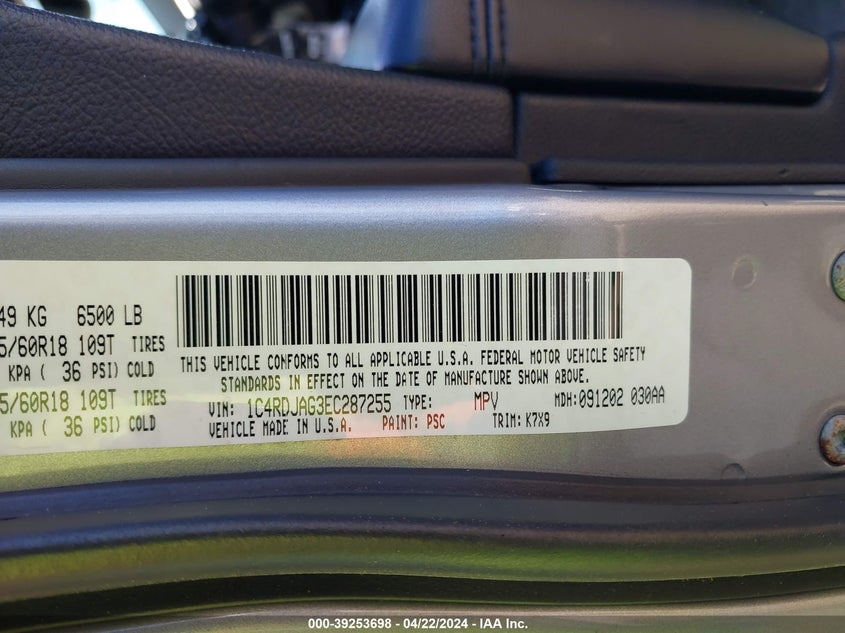 49 KG 6500 LB
5/60R18 109T TIRES
KPA ( 36 PSI) COLD
5/60R18 109T TIRES
KPA ( 36 PSI) COLD
THIS VEHICLE CONFORMS TO ALL APPLICABLE U.S.A. FEDERAL MOTOR VEHICLE SAFETY
STANDARDS IN EFFECT ON THE DATE OF MANUFACTURE SHOWN ABOVE.
VIN: 1C4RDJAG3EC287255 TYPE: MPV MDH:091202 030AA
VEHICLE MADE IN U.S.A. PAINT: PSC TRIM: K7X9
000-39253698 - 04/22/2024 - IAA Inc.